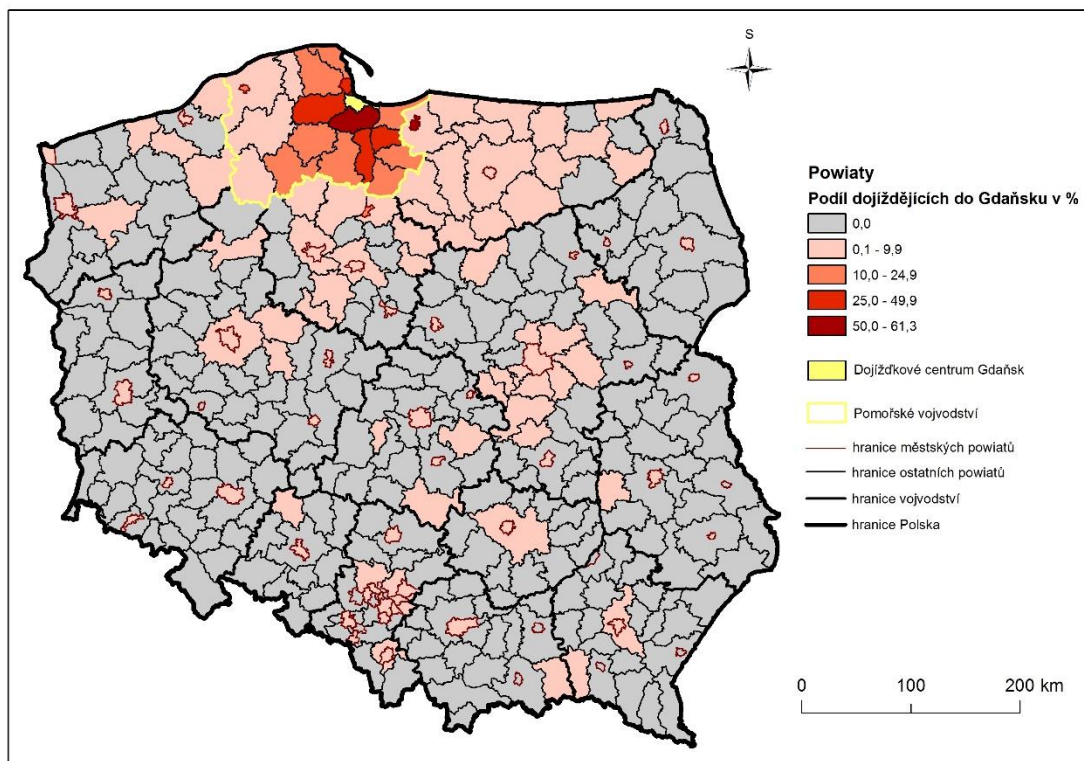 S
Powiaty
Podíl dojíždějících do Gdaňsku v %
0,0
0,1 - 9,9
10,0 - 24,9
25,0 - 49,9
50,0 - 61,3
Dojížďkové centrum Gdaňsk
Pomořské vojvodství
hranice městských powiatů
hranice ostatních powiatů
hranice vojvodství
hranice Polska
0 100 200 km